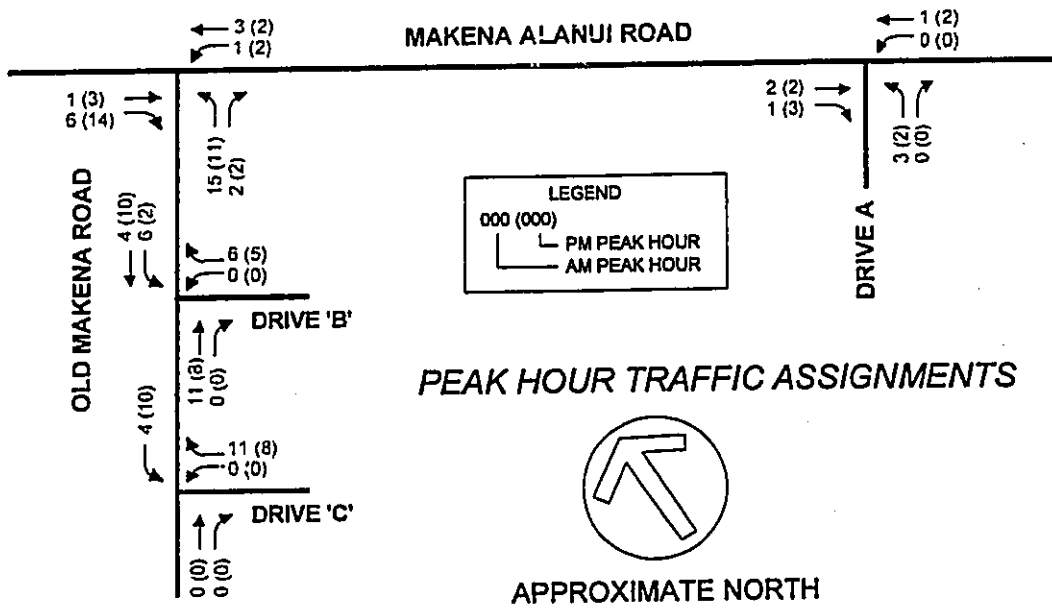 3 (2)
1 (2)
MAKENA ALANUI ROAD
1 (2)
0 (0)
1 (3)
6 (14)
15 (11)
2 (2)
2 (2)
1 (3)
3 (2)
0 (0)
OLD MAKENA ROAD
4 (10)
6 (2)
6 (5)
0 (0)
LEGEND
000 (000)
PM PEAK HOUR
AM PEAK HOUR
DRIVE A
DRIVE 'B'
11 (8)
0 (0)
PEAK HOUR TRAFFIC ASSIGNMENTS
4 (10)
11 (8)
0 (0)
DRIVE 'C'
0 (0)
0 (0)
APPROXIMATE NORTH